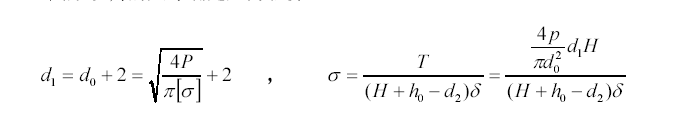 $d_1 = d_0 + 2 = \sqrt{\frac{4P}{\pi[\sigma]}} + 2$ , $\sigma = \frac{T}{(H + h_0 - d_2)\delta} = \frac{\frac{4p}{\pi d_0^2} d_1 H}{(H + h_0 - d_2)\delta}$